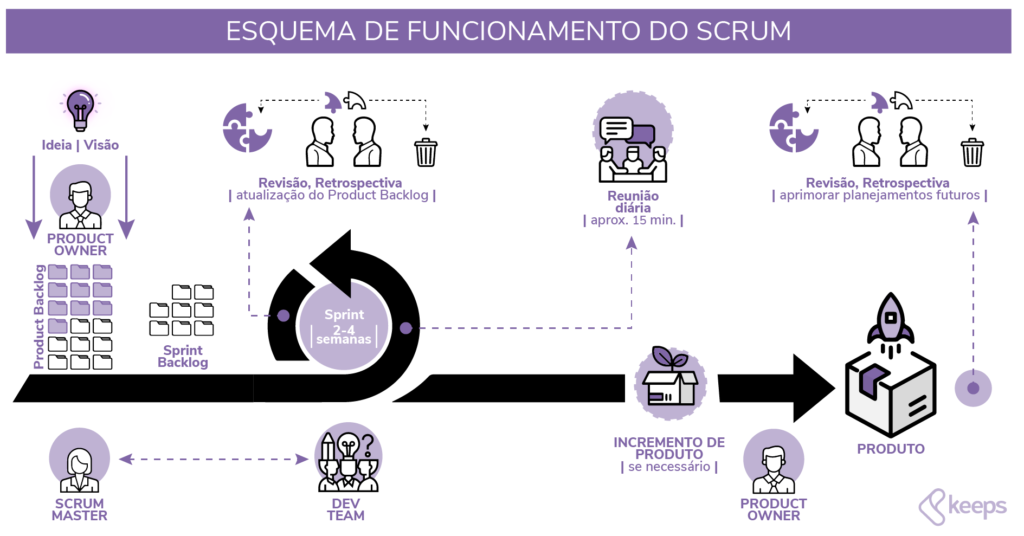 ESQUEMA DE FUNCIONAMENTO DO SCRUM
Ideia | Visão
PRODUCT
OWNER
Product Backlog
Sprint
Backlog
Revisão, Retrospectiva
| atualização do Product Backlog |
Sprint
2-4
| semanas |
Reunião
diária
| aprox. 15 min. |
Revisão, Retrospectiva
| aprimorar planejamentos futuros |
SCRUM
MASTER
?
DEV
TEAM
INCREMENTO DE
PRODUTO
| se necessário |
PRODUCT
OWNER
PRODUTO
keeps